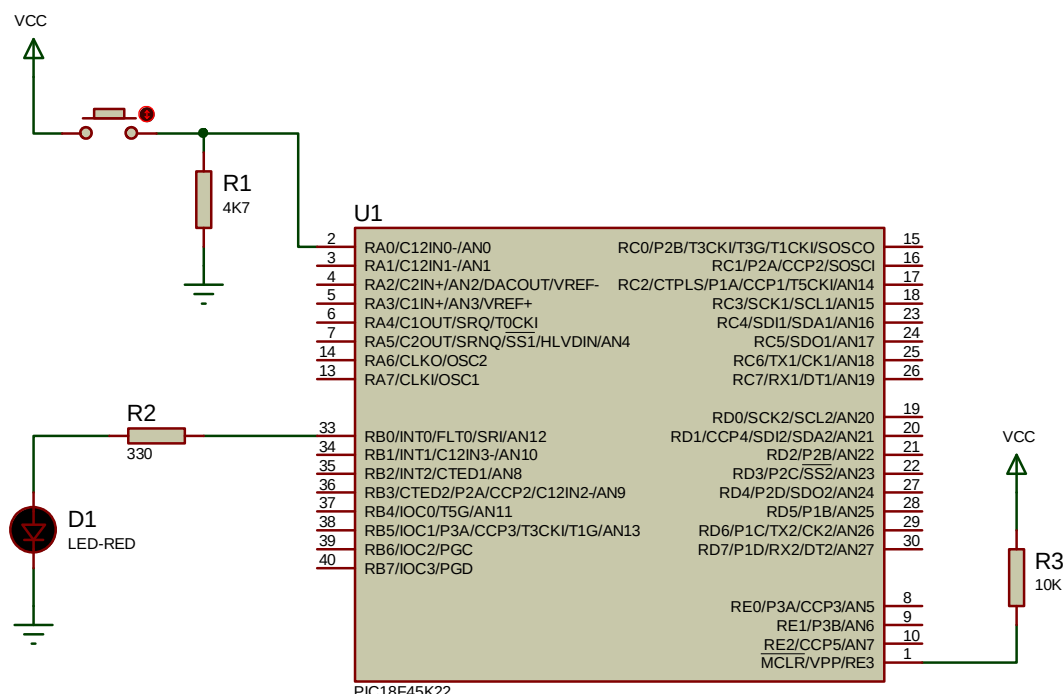 VCC
R1
4K7
U1
2 RA0/C12IN0-/AN0 RC0/P2B/T3CKI/T3G/T1CKI/SOSCO 15
3 RA1/C12IN1-/AN1 RC1/P2A/CCP2/SOSCI 16
4 RA2/C2IN+/AN2/DACOUT/VREF- RC2/CTPLS/P1A/CCP1/T5CKI/AN14 17
5 RA3/C1IN+/AN3/VREF+ RC3/SCK1/SCL1/AN15 18
6 RA4/C1OUT/SRQ/T0CKI RC4/SDI1/SDA1/AN16 23
7 RA5/C2OUT/SRNQ/SS1/HLVDIN/AN4 RC5/SDO1/AN17 24
14 RA6/CLKO/OSC2 RC6/TX1/CK1/AN18 25
13 RA7/CLKI/OSC1 RC7/RX1/DT1/AN19 26
R2
330
RD0/SCK2/SCL2/AN20 19
33 RB0/INT0/FLT0/SRI/AN12 RD1/CCP4/SDI2/SDA2/AN21 20
34 RB1/INT1/C12IN3-/AN10 RD2/P2B/AN22 21
35 RB2/INT2/CTED1/AN8 RD3/P2C/SS2/AN23 22
36 RB3/CTED2/P2A/CCP2/C12IN2-/AN9 RD4/P2D/SDO2/AN24 27
37 RB4/IOC0/T5G/AN11 RD5/P1B/AN25 28
38 RB5/IOC1/P3A/CCP3/T3CKI/T1G/AN13 RD6/P1C/TX2/CK2/AN26 29
39 RB6/IOC2/PGC RD7/P1D/RX2/DT2/AN27 30
40 RB7/IOC3/PGD
VCC
D1
LED-RED
R3
10K
RE0/P3A/CCP3/AN5 8
RE1/P3B/AN6 9
RE2/CCP5/AN7 10
MCLR/VPP/RE3 1
PIC18F45K22